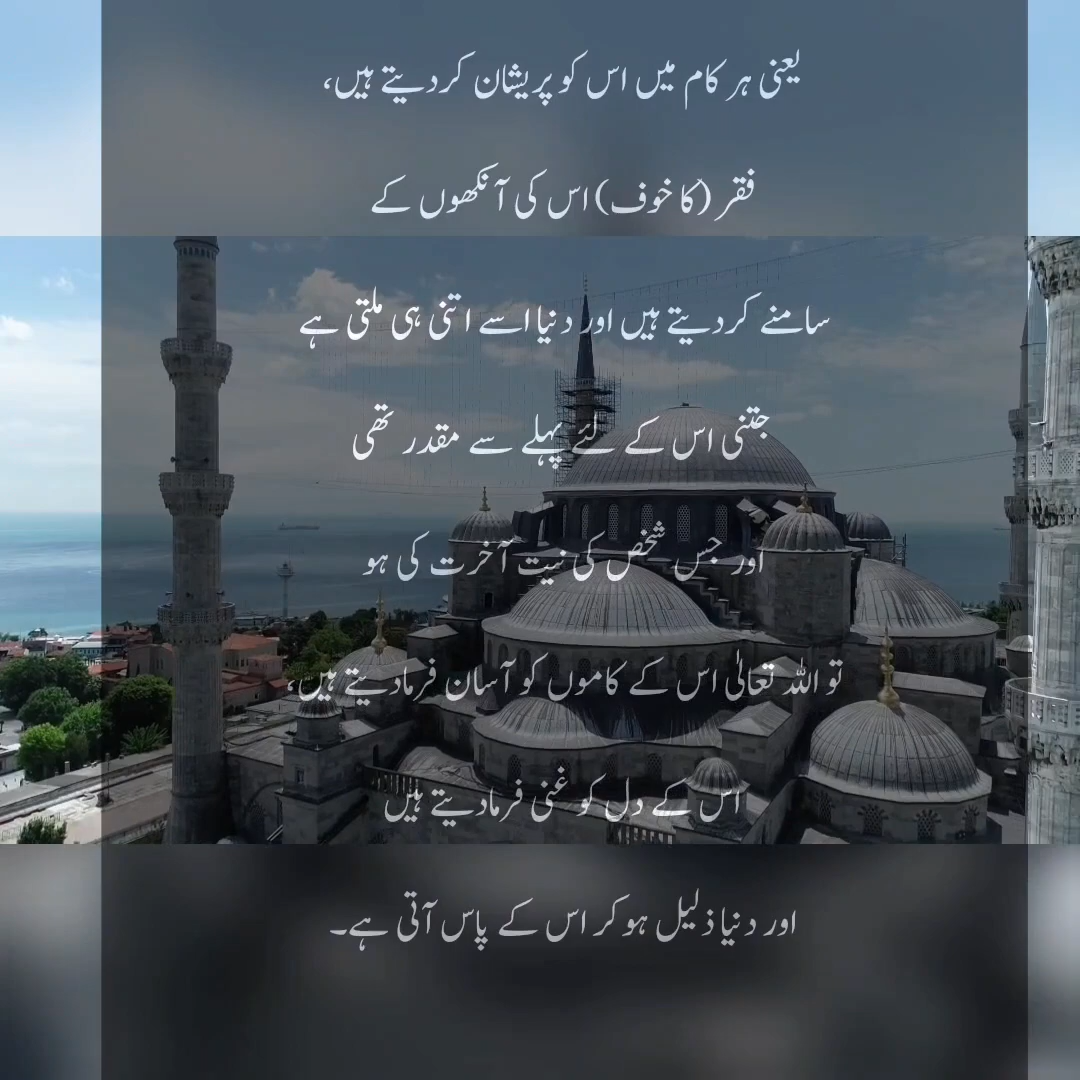 یعنی ہر کام میں اس کو پریشان کردیتے ہیں،
فقر (کا خوف) اس کی آنکھوں کے
سامنے کردیتے ہیں اور دنیا اسے اتنی ہی ملتی ہے
جتنی اس کے لئے پہلے سے مقدر تھی
اور جس شخص کی نیت آخرت کی ہو
تو اللہ تعالٰی اس کے کاموں کو آسان فرمادیتے ہیں،
اس کے دل کو غنی فرمادیتے ہیں
اور دنیا ذلیل ہوکر اس کے پاس آتی ہے۔